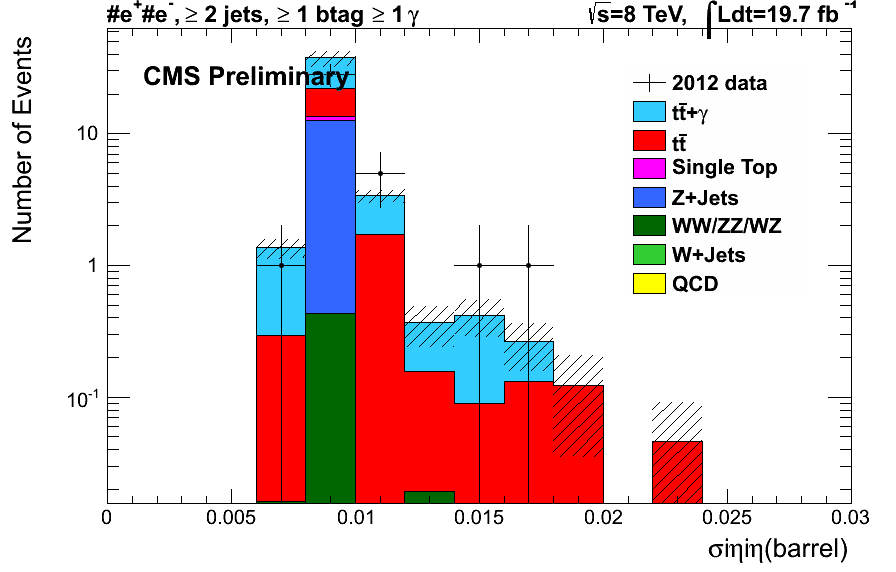 #e⁺#e⁻, ≥ 2 jets, ≥ 1 btag ≥ 1 γ √s=8 TeV, ∫Ldt=19.7 fb⁻¹
CMS Preliminary
Number of Events
10
1
10⁻¹
2012 data
tt̄+γ
tt̄
Single Top
Z+Jets
WW/ZZ/WZ
W+Jets
QCD
0 0.005 0.01 0.015 0.02 0.025 0.03
σiηiη(barrel)